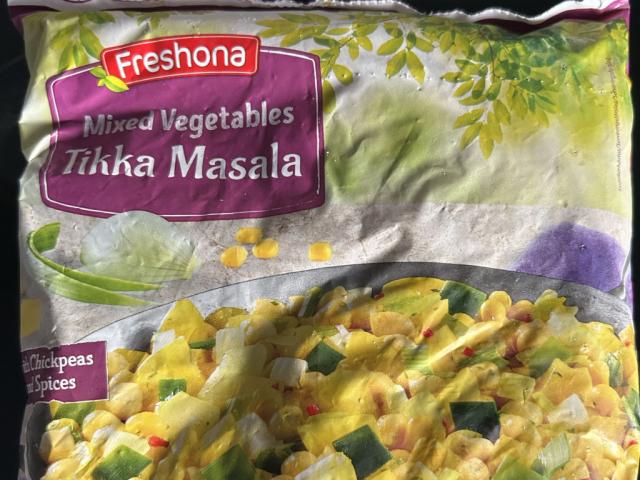 Freshona
Mixed Vegetables
Tikka Masala
Chickpeas
Spices